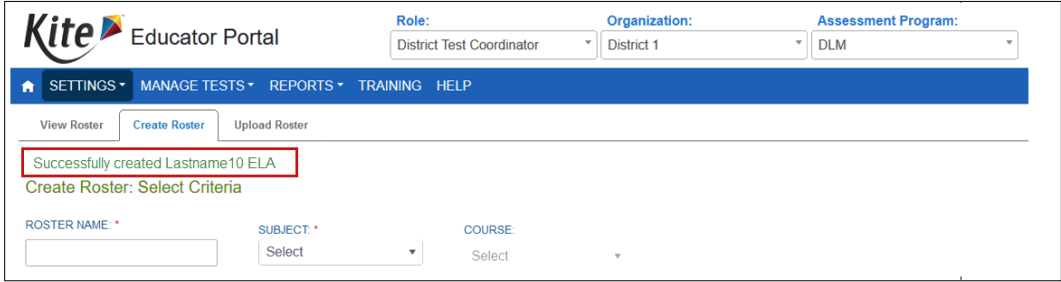 Kite Educator Portal
Role: Organization: Assessment Program:
District Test Coordinator District 1 DLM
SETTINGS MANAGE TESTS REPORTS TRAINING HELP
View Roster Create Roster Upload Roster
Successfully created Lastname10 ELA
Create Roster: Select Criteria
ROSTER NAME: * SUBJECT: * COURSE:
Select Select